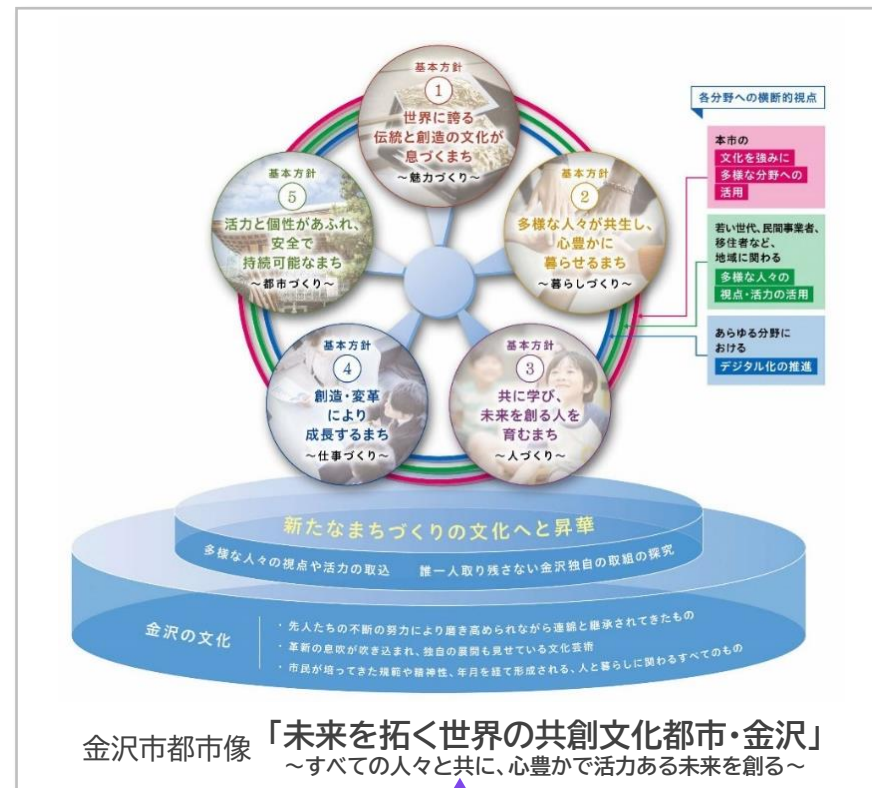 基本方針
1
世界に誇る
伝統と創造の文化が
息づくまち
～魅力づくり～
基本方針
2
多様な人々が共生し、
心豊かに
暮らせるまち
～暮らしづくり～
基本方針
3
共に学び、
未来を創る人を
育むまち
～人づくり～
基本方針
4
創造・変革
により
成長するまち
～仕事づくり～
基本方針
5
活力と個性があふれ、
安全で
持続可能なまち
～都市づくり～
各分野への横断的視点
本市の
文化を強みに
多様な分野への
活用
若い世代、民間事業者、
移住者など、
地域に関わる
多様な人々の
視点・活力の活用
あらゆる分野に
おける
デジタル化の推進
新たなまちづくりの文化へと昇華
多様な人々の視点や活力の取込　誰一人取り残さない金沢独自の取組の探究
金沢の文化
・先人たちの不断の努力により磨き高められながら連綿と継承されてきたもの
・革新の息吹が吹き込まれ、独自の展開も見せている文化芸術
・市民が培ってきた規範や精神性、年月を経て形成される、人と暮らしに関わるすべてのもの
金沢市都市像「未来を拓く世界の共創文化都市・金沢」
～すべての人々と共に、心豊かで活力ある未来を創る～